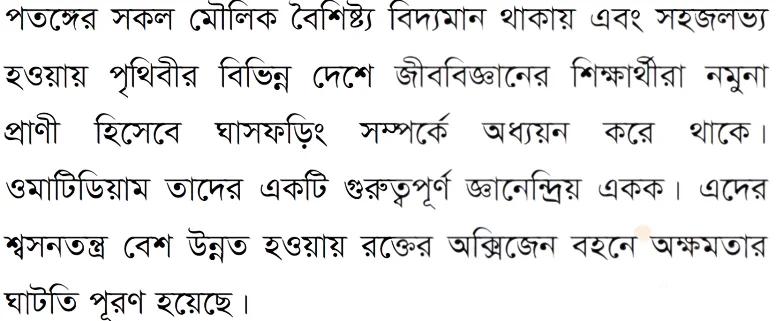 পতঙ্গের সকল মৌলিক বৈশিষ্ট্য বিদ্যমান থাকায় এবং সহজলভ্য
হওয়ায় পৃথিবীর বিভিন্ন দেশে জীববিজ্ঞানের শিক্ষার্থীরা নমুনা
প্রাণী হিসেবে ঘাসফড়িং সম্পর্কে অধ্যয়ন করে থাকে।
ওমাটিডিয়াম তাদের একটি গুরুত্বপূর্ণ জ্ঞানেন্দ্রিয় একক। এদের
শ্বসনতন্ত্র বেশ উন্নত হওয়ায় রক্তের অক্সিজেন বহনে অক্ষমতার
ঘাটতি পূরণ হয়েছে।